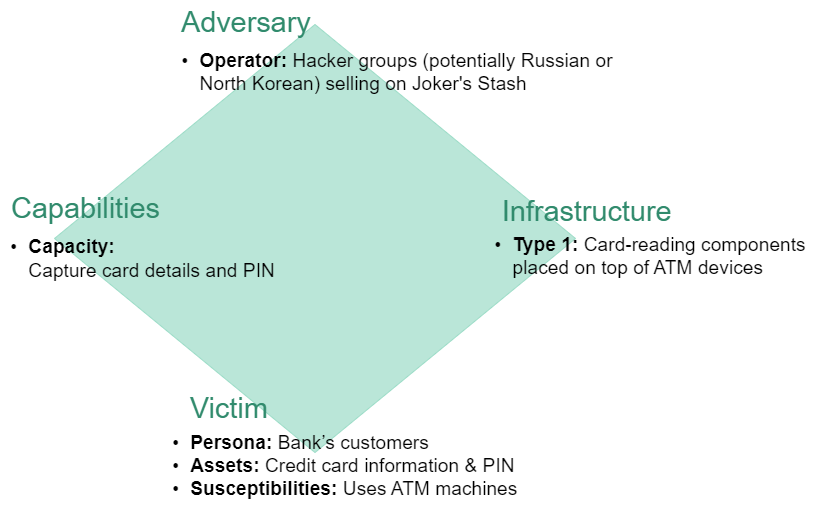 Adversary
• Operator: Hacker groups (potentially Russian or
North Korean) selling on Joker's Stash
Capabilities
• Capacity:
Capture card details and PIN
Infrastructure
• Type 1: Card-reading components
placed on top of ATM devices
Victim
• Persona: Bank’s customers
• Assets: Credit card information & PIN
• Susceptibilities: Uses ATM machines